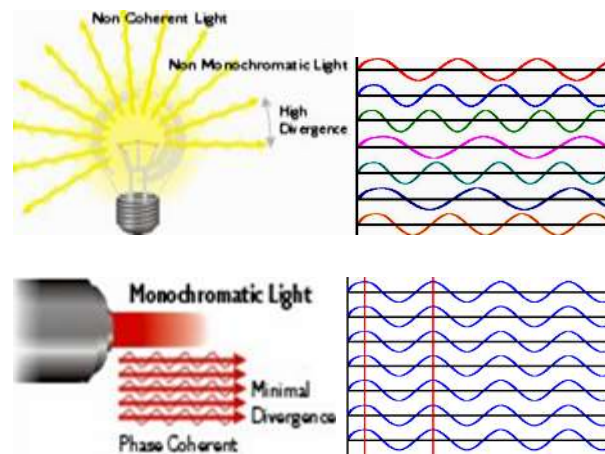 Non Coherent Light
Non Monochromatic Light
High
Divergence
Monochromatic Light
Minimal
Divergence
Phase Coherent